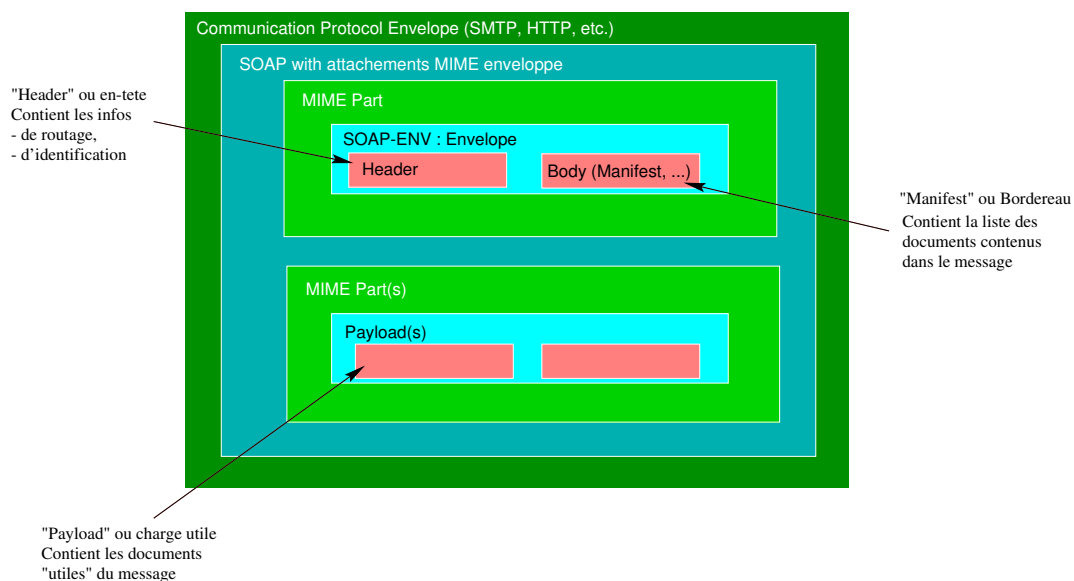 Communication Protocol Envelope (SMTP, HTTP, etc.)
SOAP with attachements MIME enveloppe
MIME Part
SOAP-ENV : Envelope
Header
Body (Manifest, ...)
"Header" ou en-tete
Contient les infos
- de routage,
- d'identification
"Manifest" ou Bordereau
Contient la liste des
documents contenus
dans le message
MIME Part(s)
Payload(s)
"Payload" ou charge utile
Contient les documents
"utiles" du message